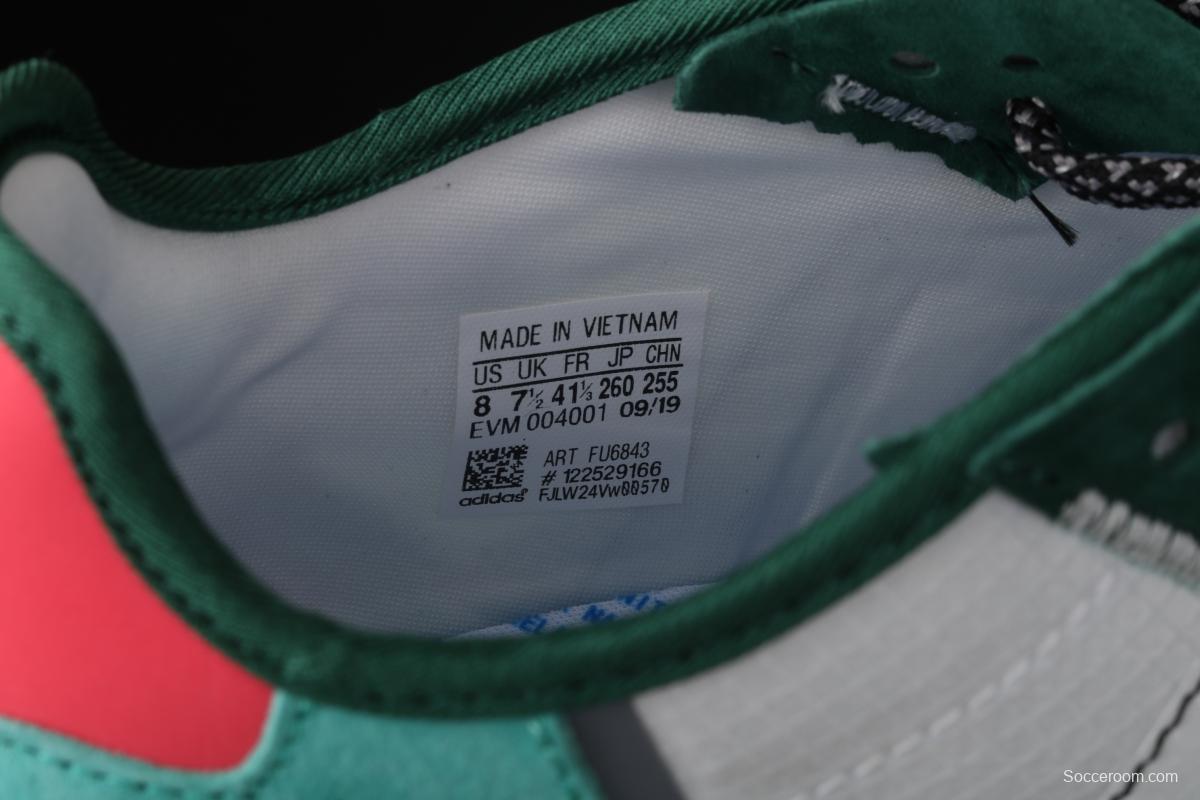 MADE IN VIETNAM
US UK FR JP CHN
8 7½ 41⅓ 260 255
EVM 004001 09/19
ART FU6843
# 122529166
adidas® FJLW24Vw00570
Socceroom.com